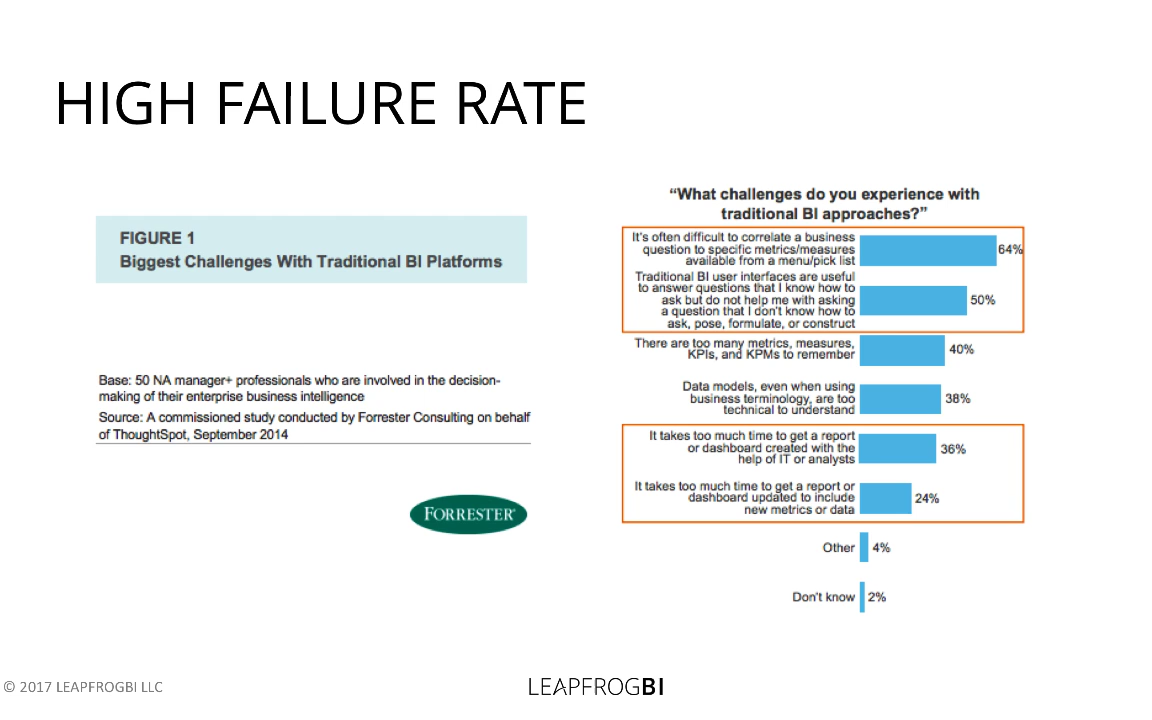 HIGH FAILURE RATE
FIGURE 1
Biggest Challenges With Traditional BI Platforms
Base: 50 NA manager+ professionals who are involved in the decision-
making of their enterprise business intelligence
Source: A commissioned study conducted by Forrester Consulting on behalf
of ThoughtSpot, September 2014
FORRESTER®
“What challenges do you experience with
traditional BI approaches?”
It's often difficult to correlate a business
question to specific metrics/measures
available from a menu/pick list
64%
Traditional BI user interfaces are useful
to answer questions that I know how to
ask but do not help me with asking
a question that I don't know how to
ask, pose, formulate, or construct
50%
There are too many metrics, measures,
KPIs, and KPMs to remember
40%
Data models, even when using
business terminology, are too
technical to understand
38%
It takes too much time to get a report
or dashboard created with the
help of IT or analysts
36%
It takes too much time to get a report or
dashboard updated to include
new metrics or data
24%
Other
4%
Don't know
2%
© 2017 LEAPFROGBI LLC
LEAPFROGBI